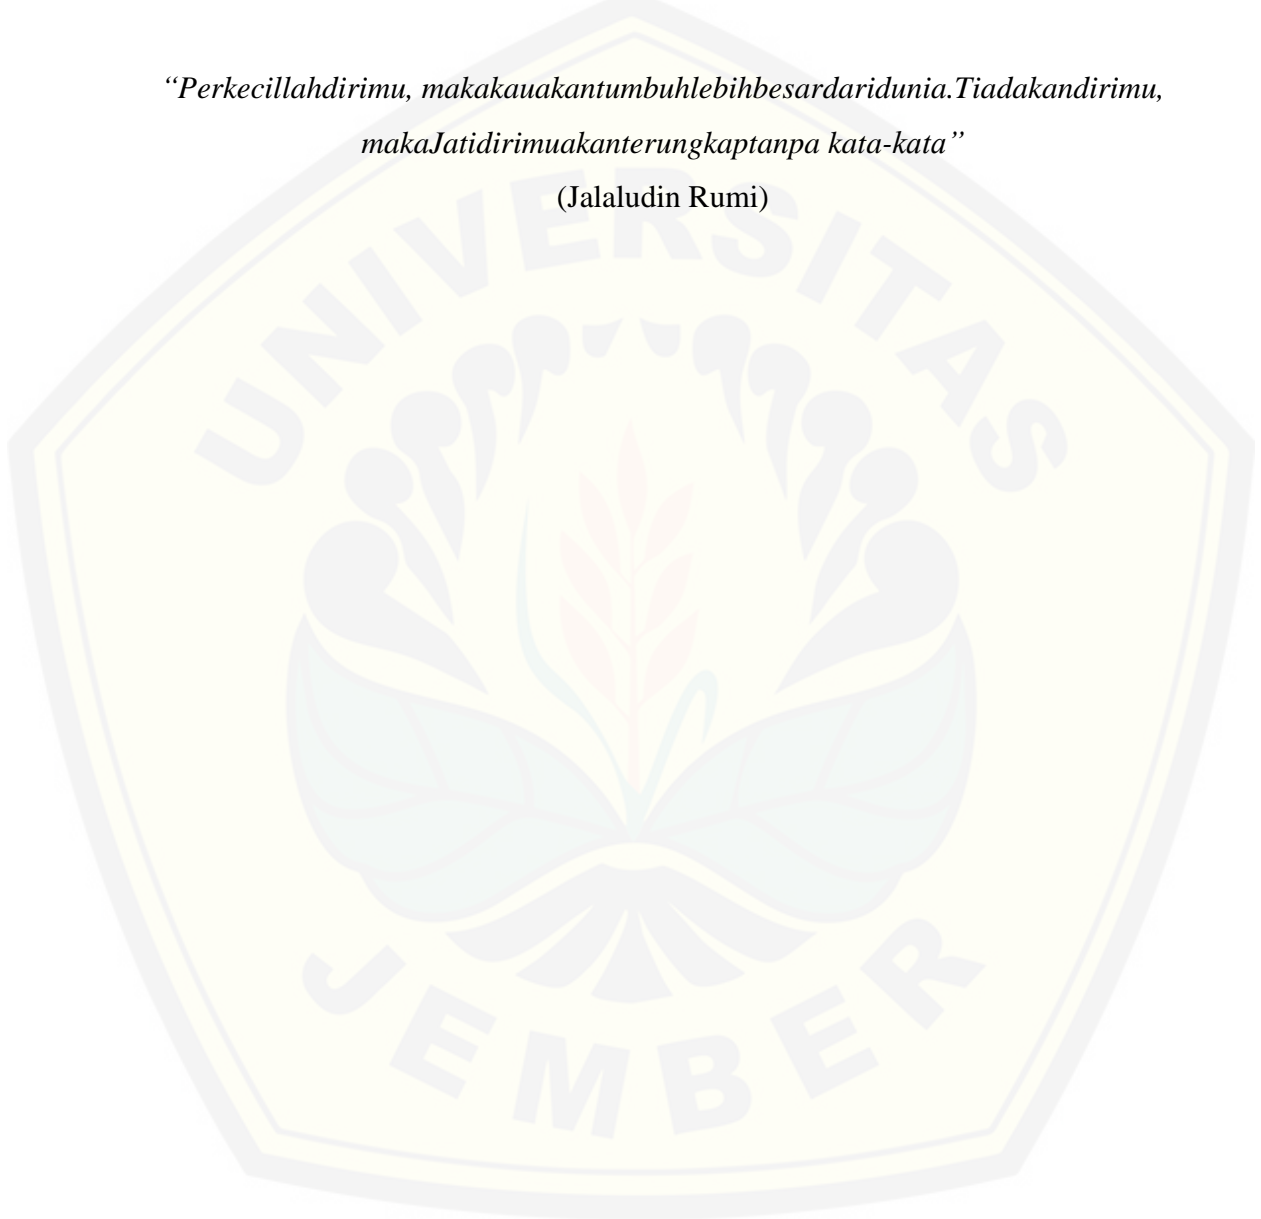 “Perkecillahdirimu, makakauakantumbuhlebihbesardaridunia.Tiadakandirimu,
makaJatidirimuakanterungkaptanpa kata-kata”
(Jalaludin Rumi)
UNIVERSITAS
JEMBER